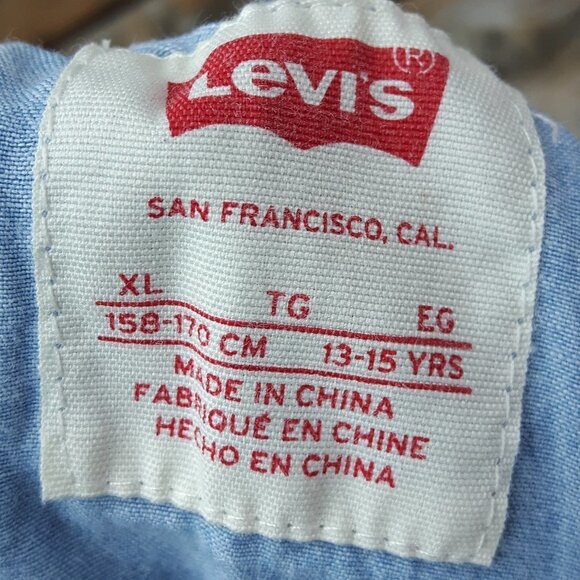 Levi's (R)
SAN FRANCISCO, CAL.
XL TG EG
158-170 CM 13-15 YRS
MADE IN CHINA
FABRIQUÉ EN CHINE
HECHO EN CHINA